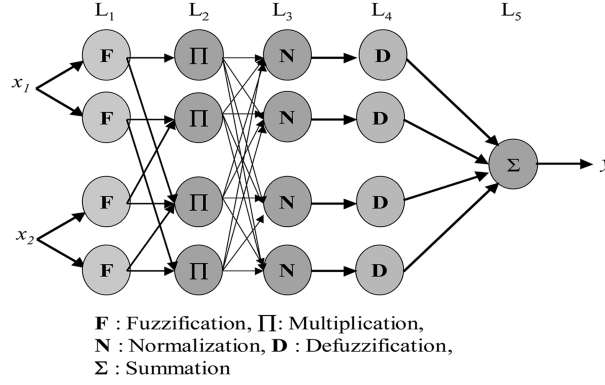 L1 L2 L3 L4 L5
F Π N D
x1
F Π N D
Σ y
F Π N D
x2
F Π N D
F : Fuzzification, Π: Multiplication,
N : Normalization, D : Defuzzification,
Σ : Summation